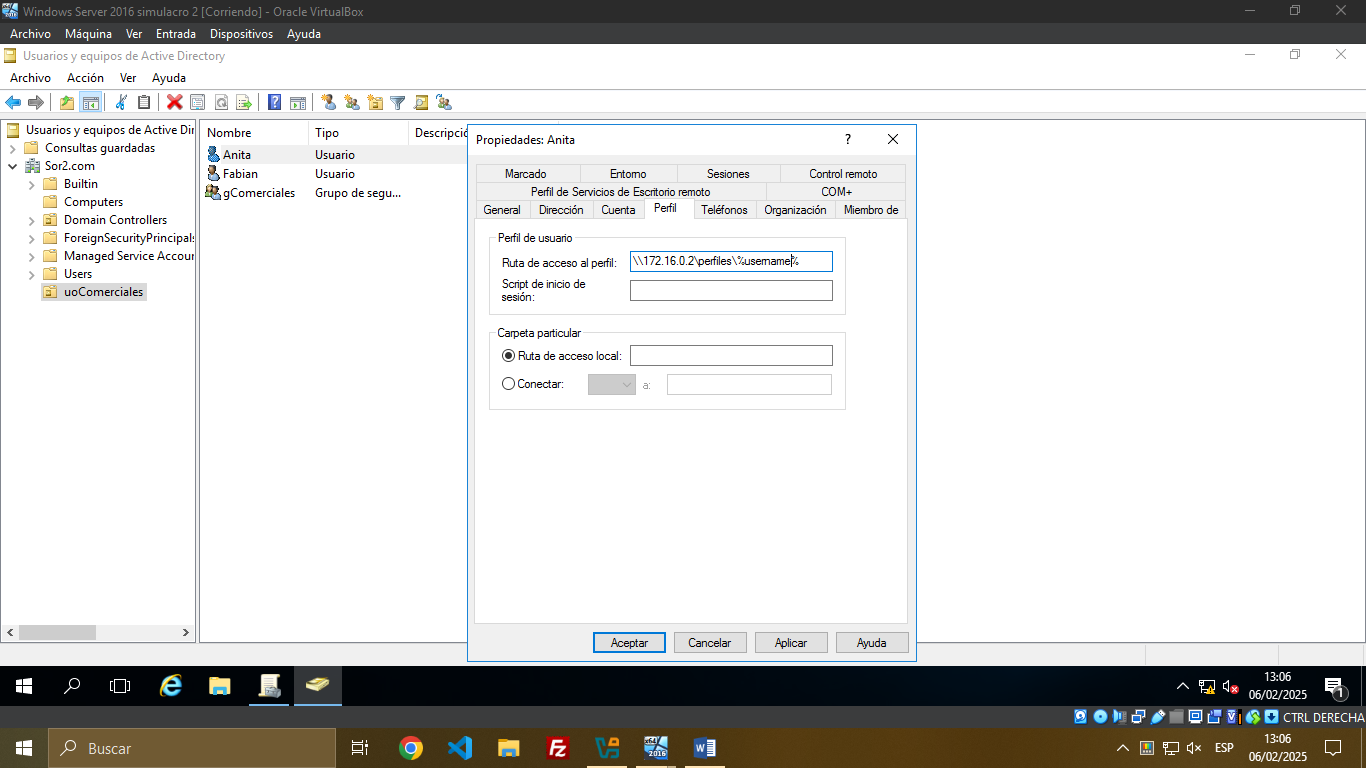 Windows Server 2016 simulacro 2 [Corriendo] - Oracle VirtualBox
Archivo Máquina Ver Entrada Dispositivos Ayuda
Usuarios y equipos de Active Directory
Archivo Acción Ver Ayuda
Usuarios y equipos de Active Dir
Consultas guardadas
Sor2.com
Builtin
Computers
Domain Controllers
ForeignSecurityPrincipals
Managed Service Accour
Users
uoComerciales
Nombre Tipo Descripció
Anita Usuario
Fabian Usuario
gComerciales Grupo de segu...
Propiedades: Anita
Marcado Entorno Sesiones Control remoto
Perfil de Servicios de Escritorio remoto COM+
General Dirección Cuenta Perfil Teléfonos Organización Miembro de
Perfil de usuario
Ruta de acceso al perfil: \\172.16.0.2\perfiles\%username%
Script de inicio de
sesión:
Carpeta particular
Ruta de acceso local:
Conectar: a:
Aceptar Cancelar Aplicar Ayuda
13:06
06/02/2025
1
CTRL DERECHA
Buscar
x64
2016
ESP
13:06
06/02/2025